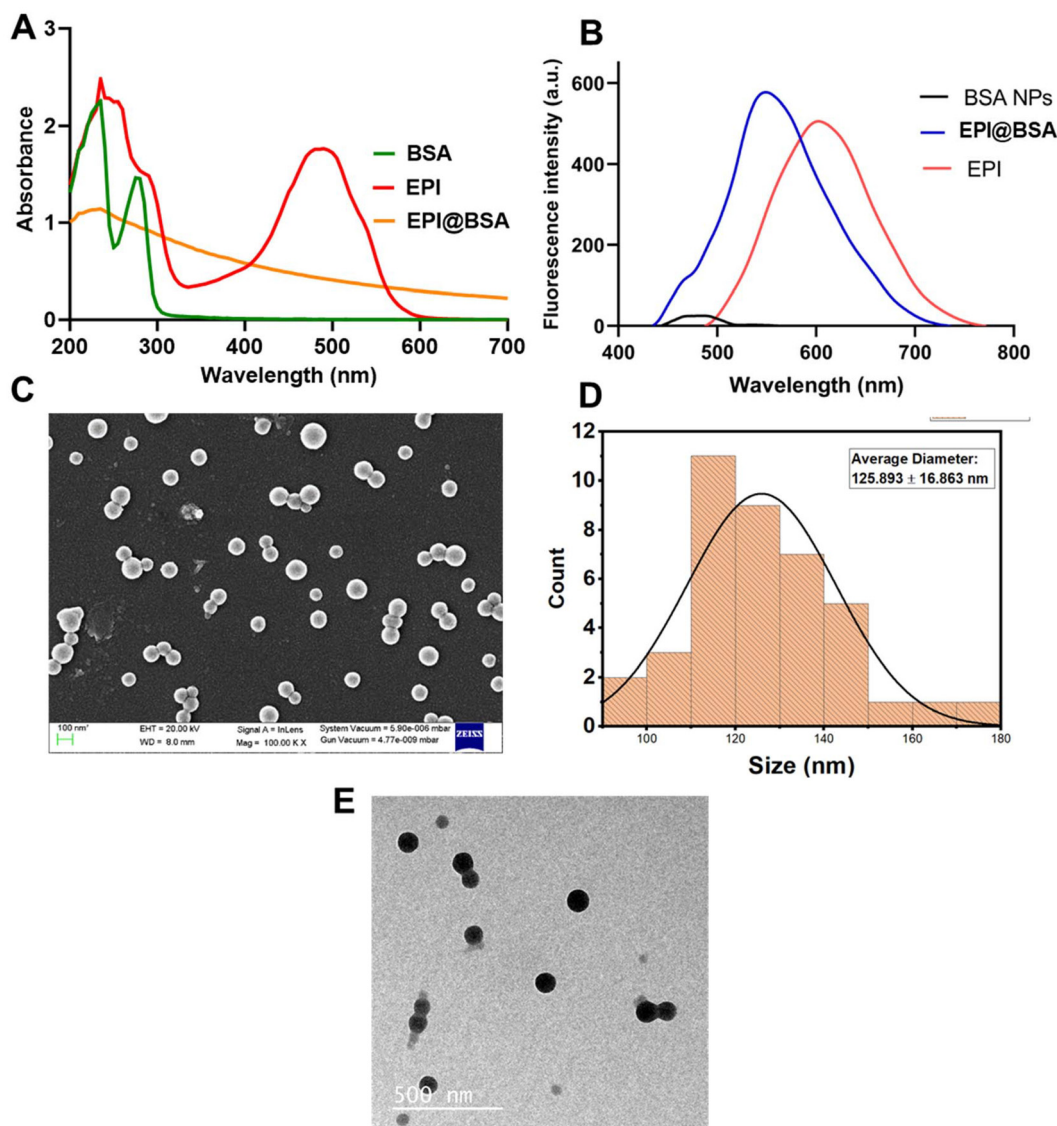 A
3
2
1
0
Absorbance
200 300 400 500 600 700
Wavelength (nm)
BSA
EPI
EPI@BSA
B
600
400
200
0
Fluorescence intensity (a.u.)
400 500 600 700 800
Wavelength (nm)
BSA NPs
EPI@BSA
EPI
C
100 nm*
EHT = 20.00 kV
WD = 8.0 mm
Signal A = InLens
Mag = 100.00 K X
System Vacuum = 5.90e-006 mbar
Gun Vacuum = 4.77e-009 mbar
ZEISS
D
12
10
8
6
4
2
0
Count
100 120 140 160 180
Size (nm)
Average Diameter:
125.893 ± 16.863 nm
E
500 nm